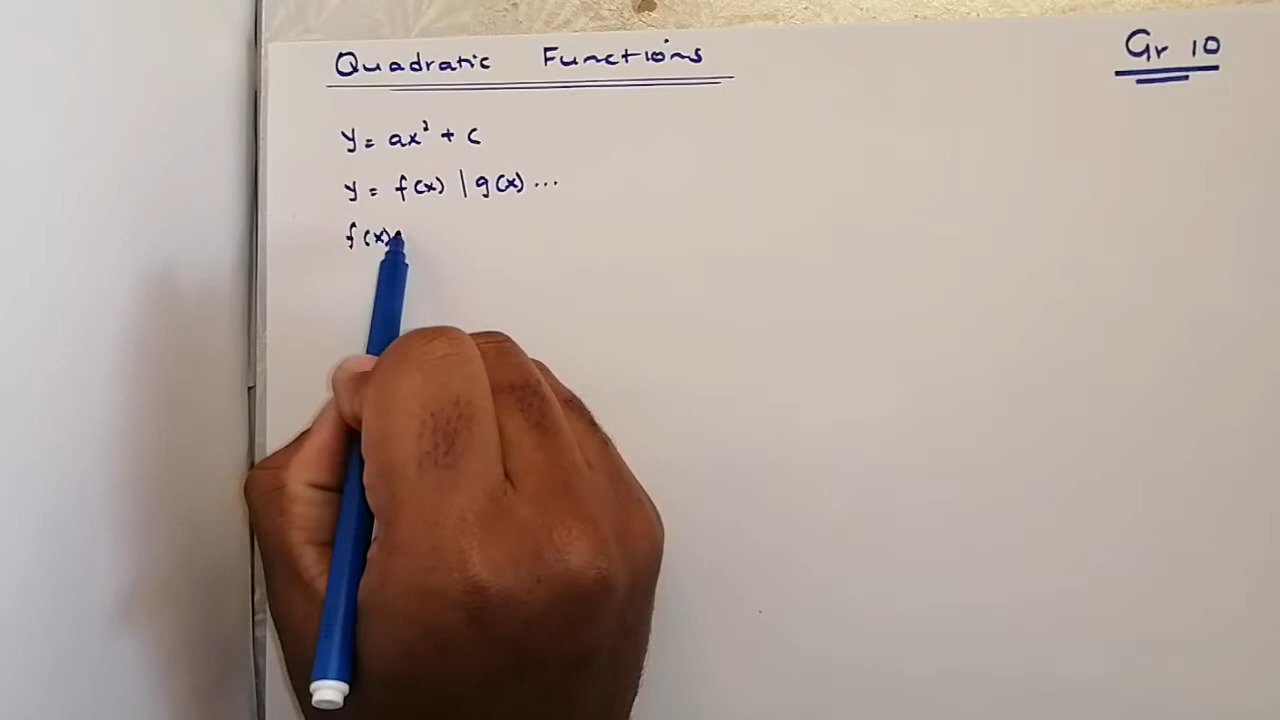 Quadratic Functions
Gr 10
y = ax² + c
y = f(x) | g(x) ...
f(x)